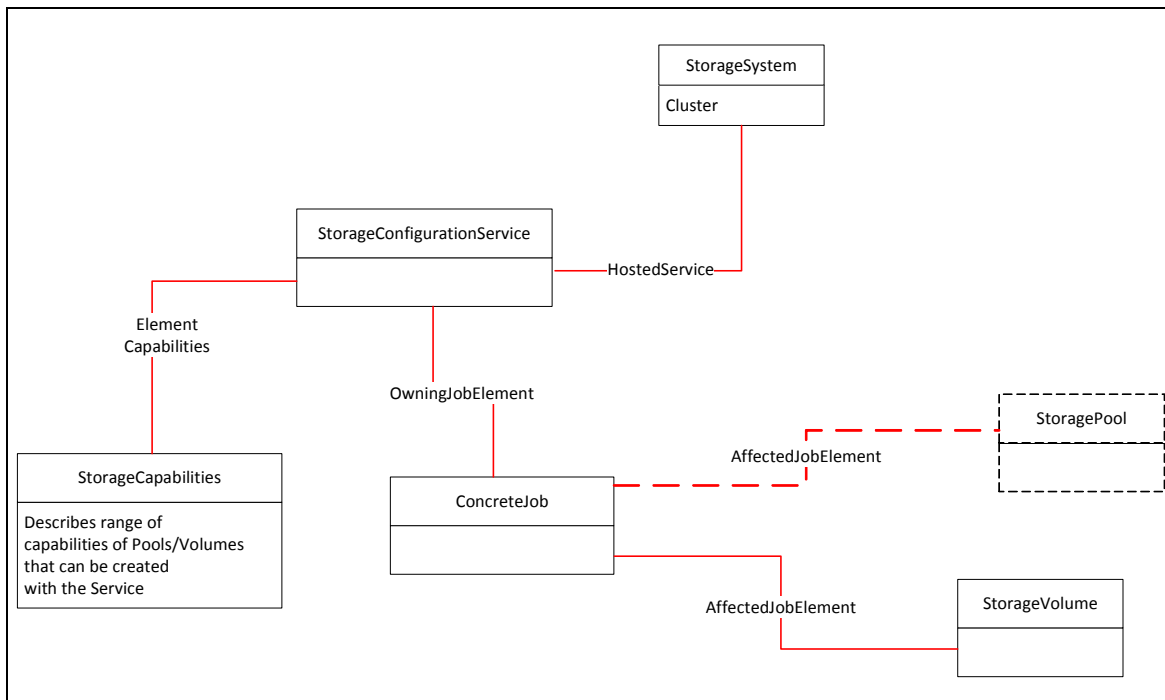 StorageSystem
Cluster
StorageConfigurationService
HostedService
Element
Capabilities
OwningJobElement
StoragePool
AffectedJobElement
StorageCapabilities
Describes range of
capabilities of Pools/Volumes
that can be created
with the Service
ConcreteJob
AffectedJobElement
StorageVolume